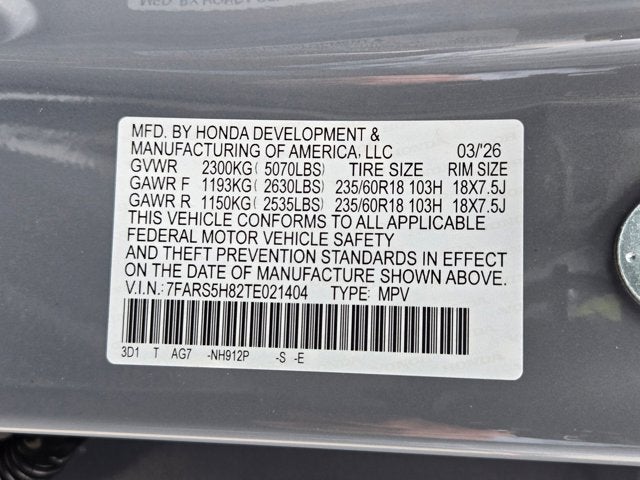 MFD. BY HONDA DEVELOPMENT &
MANUFACTURING OF AMERICA, LLC 03/'26
GVWR 2300KG ( 5070LBS ) TIRE SIZE RIM SIZE
GAWR F 1193KG ( 2630LBS ) 235/60R18 103H 18X7.5J
GAWR R 1150KG ( 2535LBS ) 235/60R18 103H 18X7.5J
THIS VEHICLE CONFORMS TO ALL APPLICABLE
FEDERAL MOTOR VEHICLE SAFETY
AND THEFT PREVENTION STANDARDS IN EFFECT
ON THE DATE OF MANUFACTURE SHOWN ABOVE.
V.I.N.: 7FARS5H82TE021404 TYPE: MPV
3D1 T AG7 -NH912P -S -E